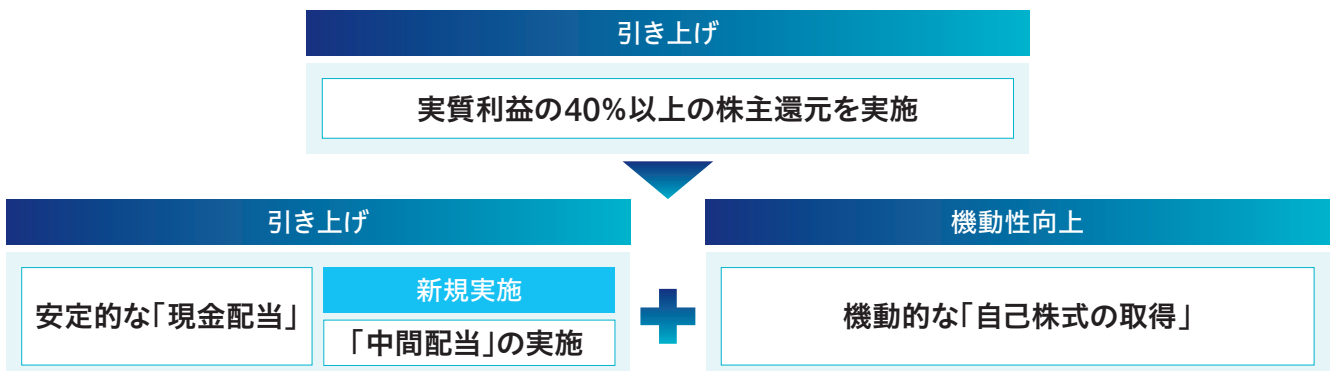 引き上げ
実質利益の40%以上の株主還元を実施
引き上げ
安定的な「現金配当」
新規実施
「中間配当」の実施
機動性向上
機動的な「自己株式の取得」